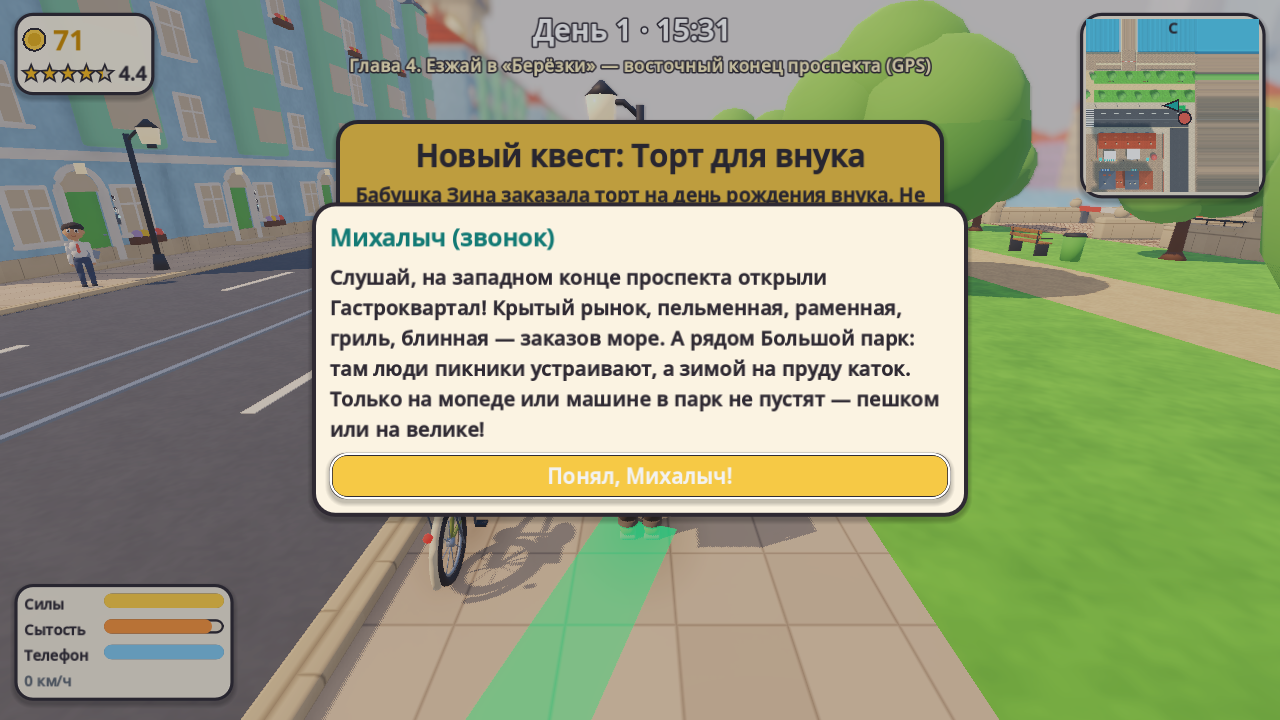 71
4.4
День 1 · 15:31
Глава 4. Езжай в «Берёзки» — восточный конец проспекта (GPS)
С
Новый квест: Торт для внука
Бабушка Зина заказала торт на день рождения внука. Не
Михалыч (звонок)
Слушай, на западном конце проспекта открыли
Гастроквартал! Крытый рынок, пельменная, раменная,
гриль, блинная — заказов море. А рядом Большой парк:
там люди пикники устраивают, а зимой на пруду каток.
Только на мопеде или машине в парк не пустят — пешком
или на велике!
Понял, Михалыч!
Силы
Сытость
Телефон
0 км/ч